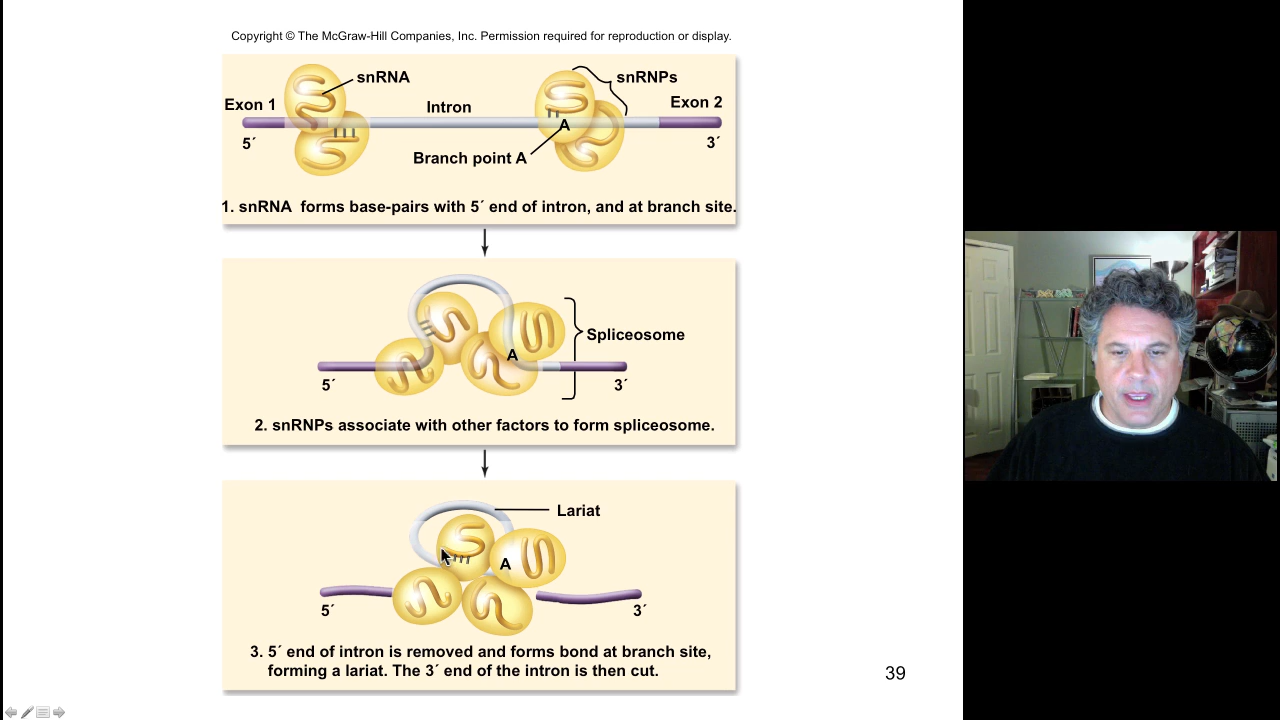 Copyright © The McGraw-Hill Companies, Inc. Permission required for reproduction or display.
snRNA
snRNPs
Exon 1
Intron
Exon 2
A
5´
3´
Branch point A
1. snRNA forms base-pairs with 5´ end of intron, and at branch site.
Spliceosome
A
5´
3´
2. snRNPs associate with other factors to form spliceosome.
Lariat
A
5´
3´
3. 5´ end of intron is removed and forms bond at branch site,
forming a lariat. The 3´ end of the intron is then cut.
39